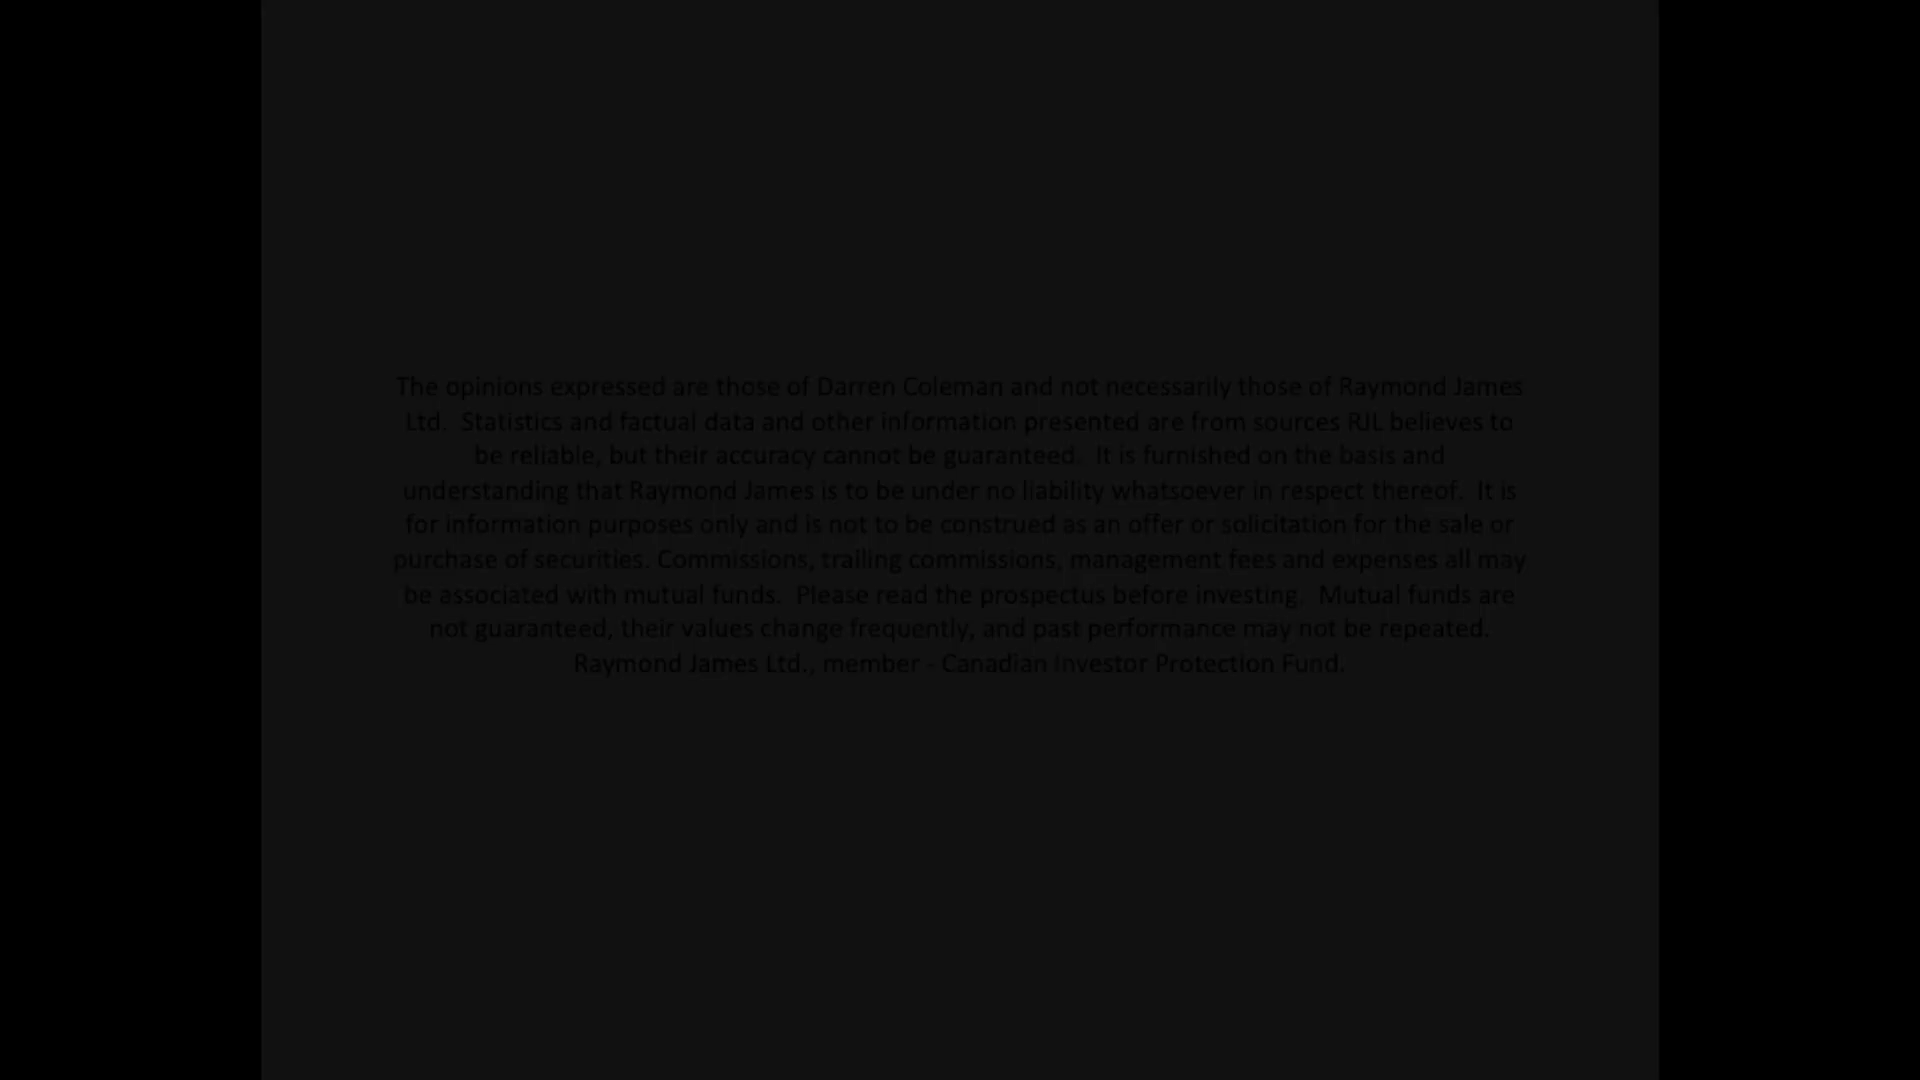 The opinions expressed are those of Darren Coleman and not necessarily those of Raymond James
Ltd.  Statistics and factual data and other information presented are from sources RJL believes to
be reliable, but their accuracy cannot be guaranteed.  It is furnished on the basis and
understanding that Raymond James is to be under no liability whatsoever in respect thereof.  It is
for information purposes only and is not to be construed as an offer or solicitation for the sale or
purchase of securities. Commissions, trailing commissions, management fees and expenses all may
be associated with mutual funds.  Please read the prospectus before investing.  Mutual funds are
not guaranteed, their values change frequently, and past performance may not be repeated.
Raymond James Ltd., member - Canadian Investor Protection Fund.